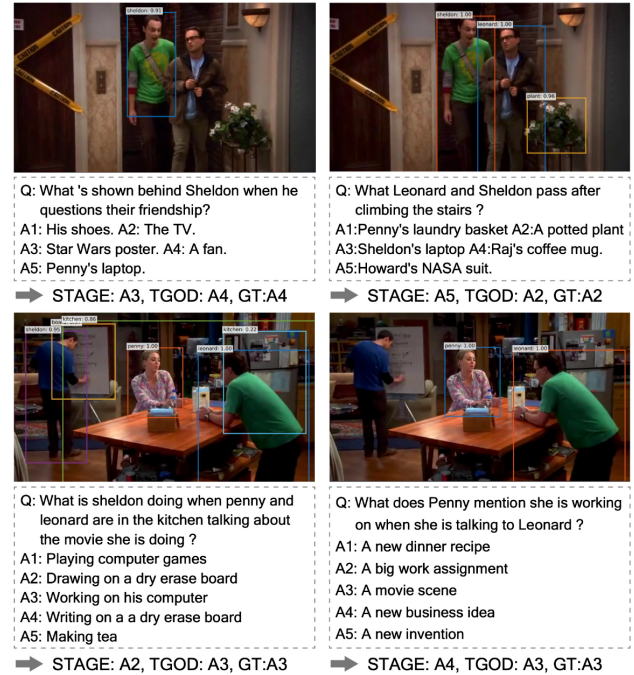 CAUTION
CAUTION
sheldon: 0.91
Q: What 's shown behind Sheldon when he
questions their friendship?
A1: His shoes. A2: The TV.
A3: Star Wars poster. A4: A fan.
A5: Penny's laptop.
STAGE: A3, TGOD: A4, GT:A4
CAUTION
CAUTION
sheldon: 1.00
leonard: 1.00
plant: 0.96
Q: What Leonard and Sheldon pass after
climbing the stairs ?
A1:Penny's laundry basket A2:A potted plant
A3:Sheldon's laptop A4:Raj's coffee mug.
A5:Howard's NASA suit.
STAGE: A5, TGOD: A2, GT:A2
kitchen: 0.86
sheldon: 0.95
penny: 1.00
leonard: 1.00
kitchen: 0.22
Q: What is sheldon doing when penny and
leonard are in the kitchen talking about
the movie she is doing ?
A1: Playing computer games
A2: Drawing on a dry erase board
A3: Working on his computer
A4: Writing on a a dry erase board
A5: Making tea
STAGE: A2, TGOD: A3, GT:A3
penny: 1.00
leonard: 1.00
Q: What does Penny mention she is working
on when she is talking to Leonard ?
A1: A new dinner recipe
A2: A big work assignment
A3: A movie scene
A4: A new business idea
A5: A new invention
STAGE: A4, TGOD: A3, GT:A3